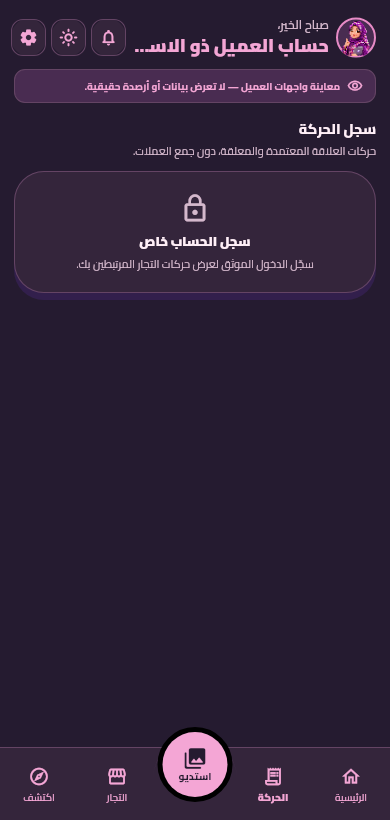 صباح الخير،
حساب العميل ذو الاسـ...
معاينة واجهات العميل — لا تعرض بيانات أو أرصدة حقيقية.
سجل الحركة
حركات العلاقة المعتمدة والمعلقة، دون جمع العملات.
سجل الحساب خاص
سجّل الدخول الموثق لعرض حركات التجار المرتبطين بك.
الرئيسية
الحركة
استديو
التجار
اكتشف